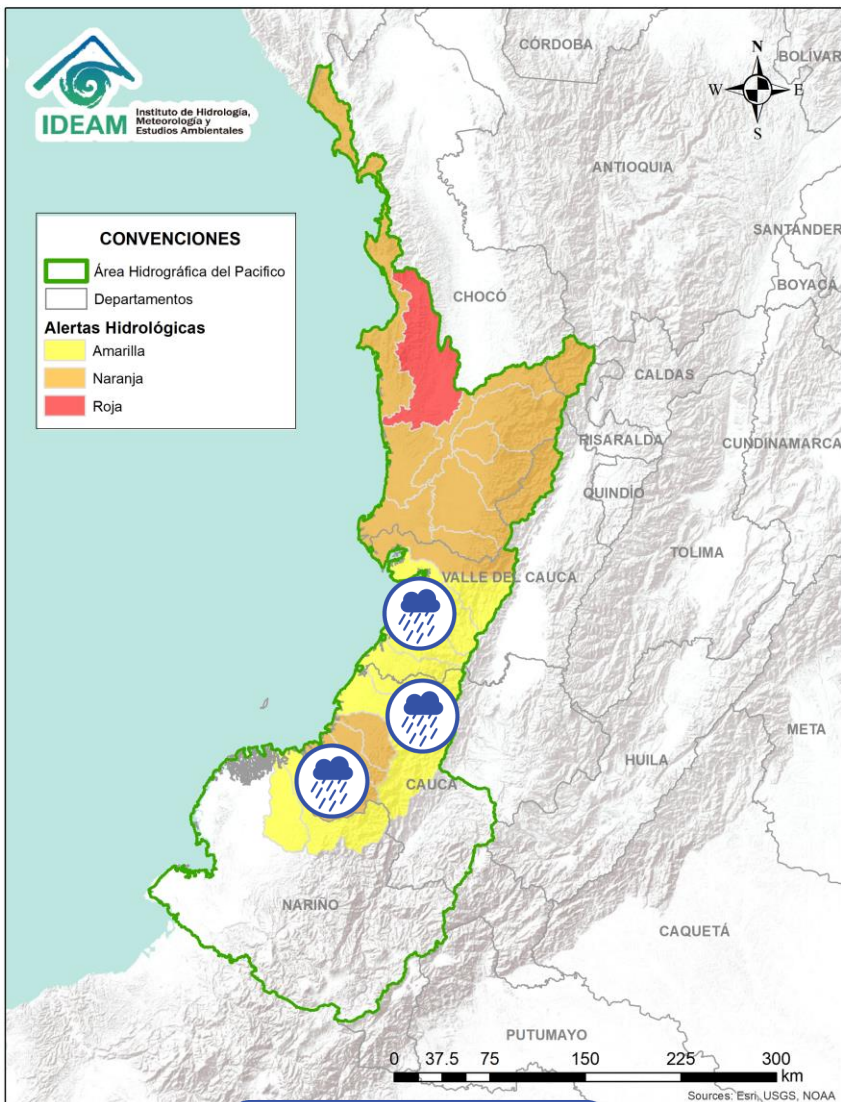 IDEAM
Instituto de Hidrología,
Meteorología y
Estudios Ambientales
N
W
E
S
CÓRDOBA
BOLÍVAR
ANTIOQUIA
SANTANDER
BOYACÁ
CHOCÓ
CALDAS
RISARALDA
CUNDINAMARCA
QUINDÍO
TOLIMA
VALLE DEL CAUCA
META
HUILA
CAUCA
NARIÑO
CAQUETÁ
PUTUMAYO
CONVENCIONES
Área Hidrográfica del Pacifico
Departamentos
Alertas Hidrológicas
Amarilla
Naranja
Roja
0 37.5 75 150 225 300
km
Sources: Esri, USGS, NOAA